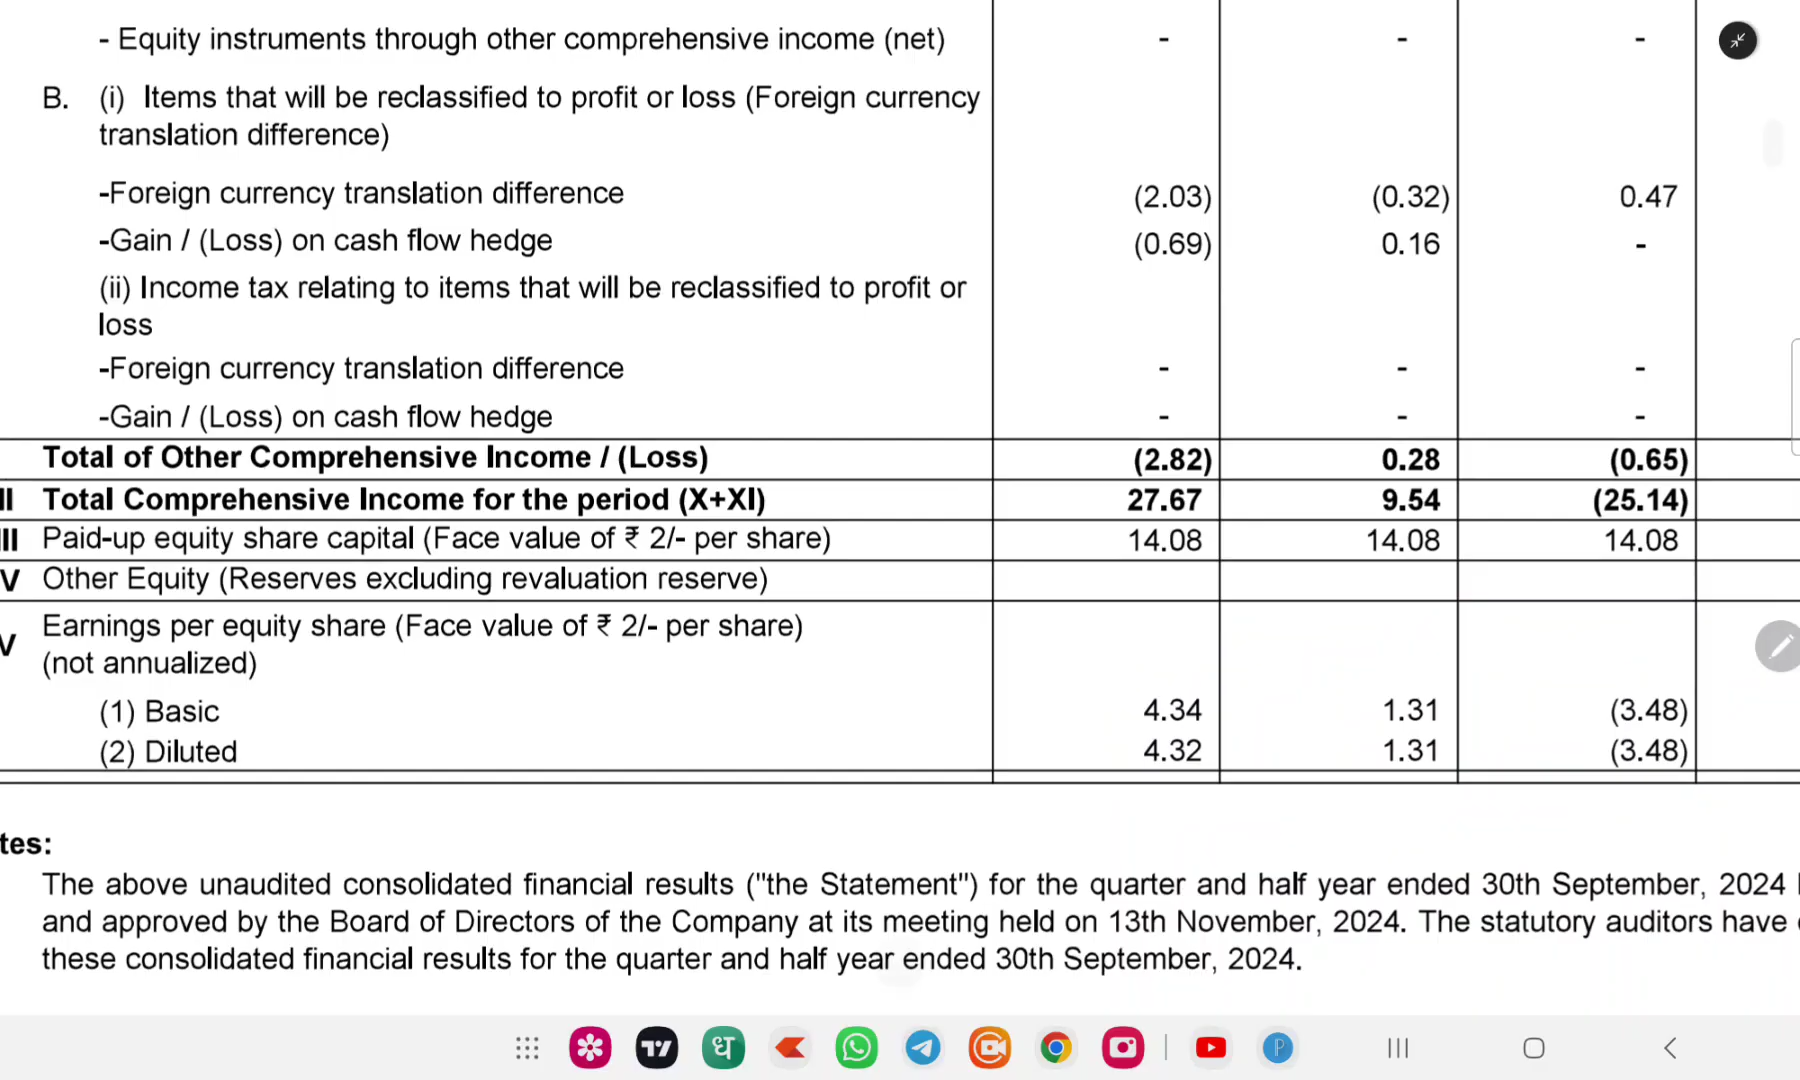 - Equity instruments through other comprehensive income (net) - - -
B. (i) Items that will be reclassified to profit or loss (Foreign currency
translation difference)
-Foreign currency translation difference (2.03) (0.32) 0.47
-Gain / (Loss) on cash flow hedge (0.69) 0.16 -
(ii) Income tax relating to items that will be reclassified to profit or
loss
-Foreign currency translation difference - - -
-Gain / (Loss) on cash flow hedge - - -
Total of Other Comprehensive Income / (Loss) (2.82) 0.28 (0.65)
II Total Comprehensive Income for the period (X+XI) 27.67 9.54 (25.14)
III Paid-up equity share capital (Face value of ₹ 2/- per share) 14.08 14.08 14.08
V Other Equity (Reserves excluding revaluation reserve)
V Earnings per equity share (Face value of ₹ 2/- per share)
(not annualized)
(1) Basic 4.34 1.31 (3.48)
(2) Diluted 4.32 1.31 (3.48)
tes:
The above unaudited consolidated financial results ("the Statement") for the quarter and half year ended 30th September, 2024
and approved by the Board of Directors of the Company at its meeting held on 13th November, 2024. The statutory auditors have
these consolidated financial results for the quarter and half year ended 30th September, 2024.
ध
P